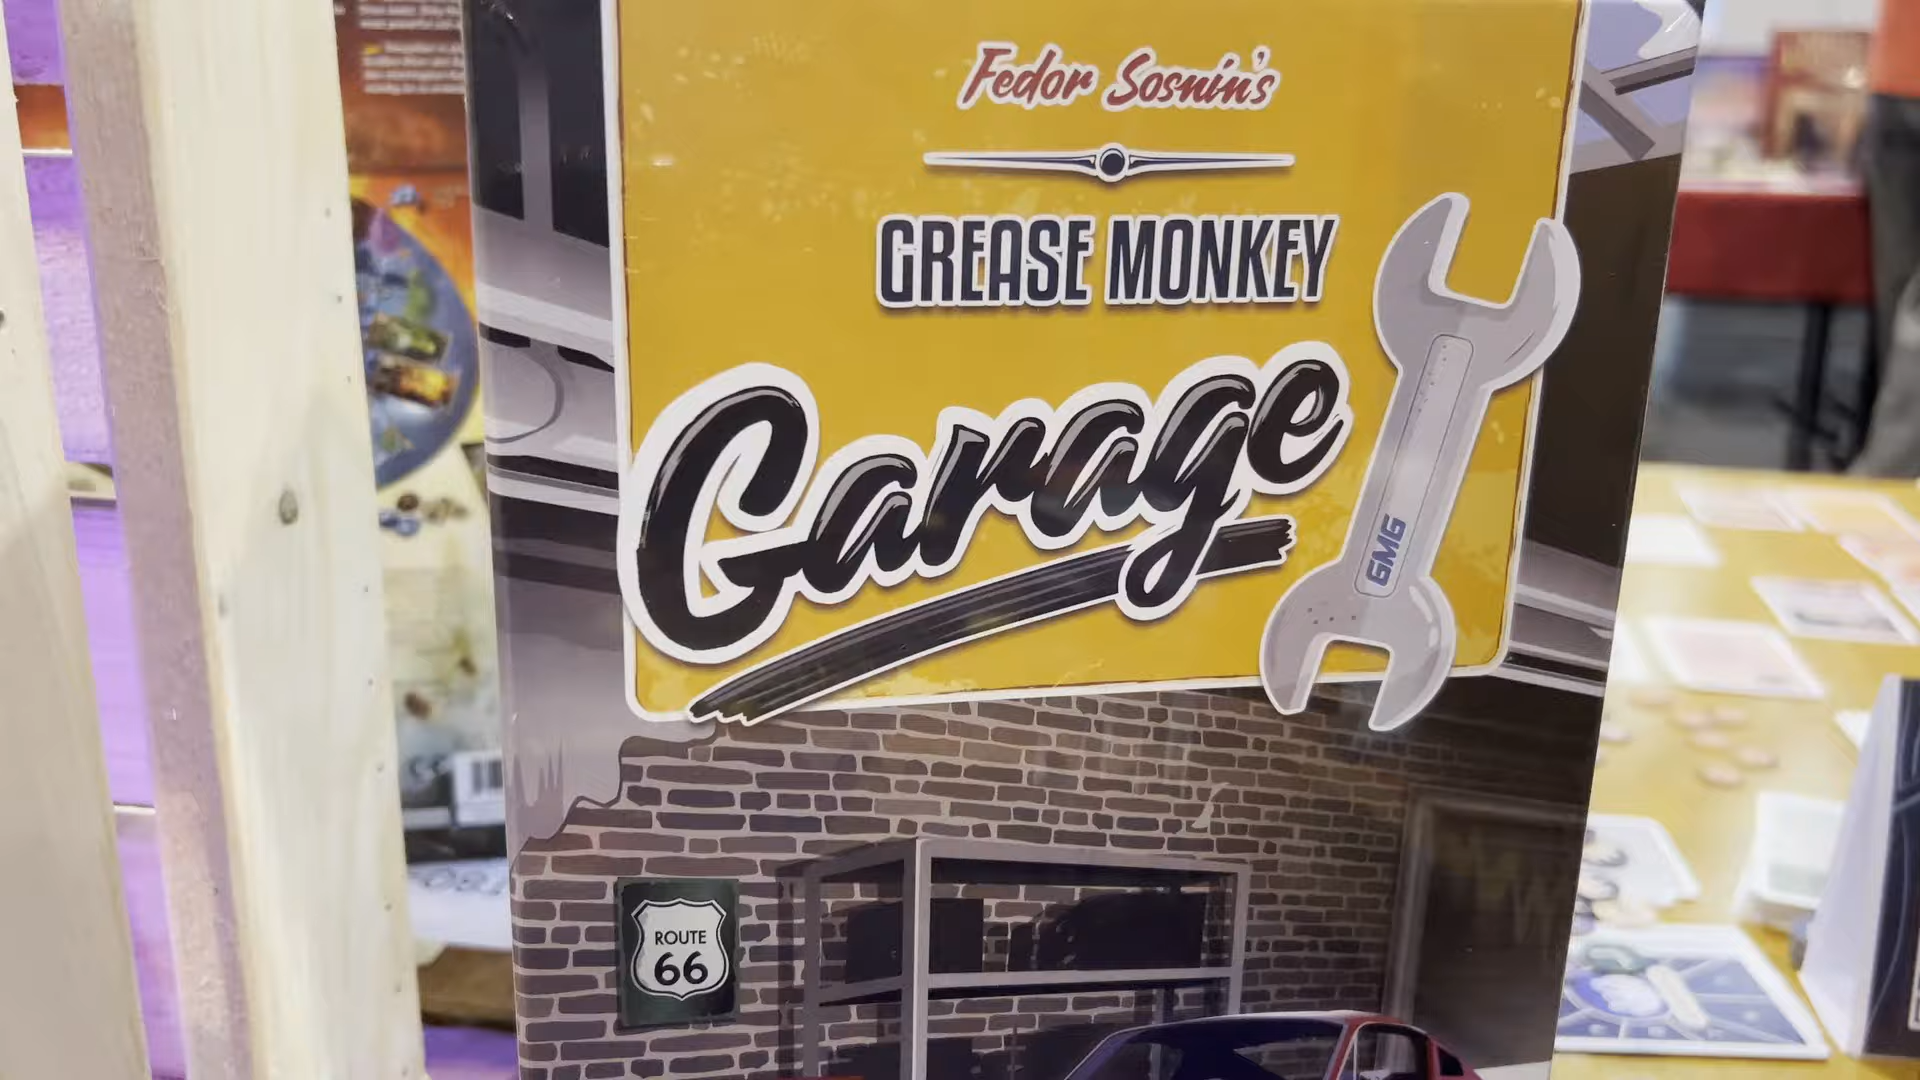 Fedor Sosnin's
GREASE MONKEY
Garage
GMG
ROUTE
66